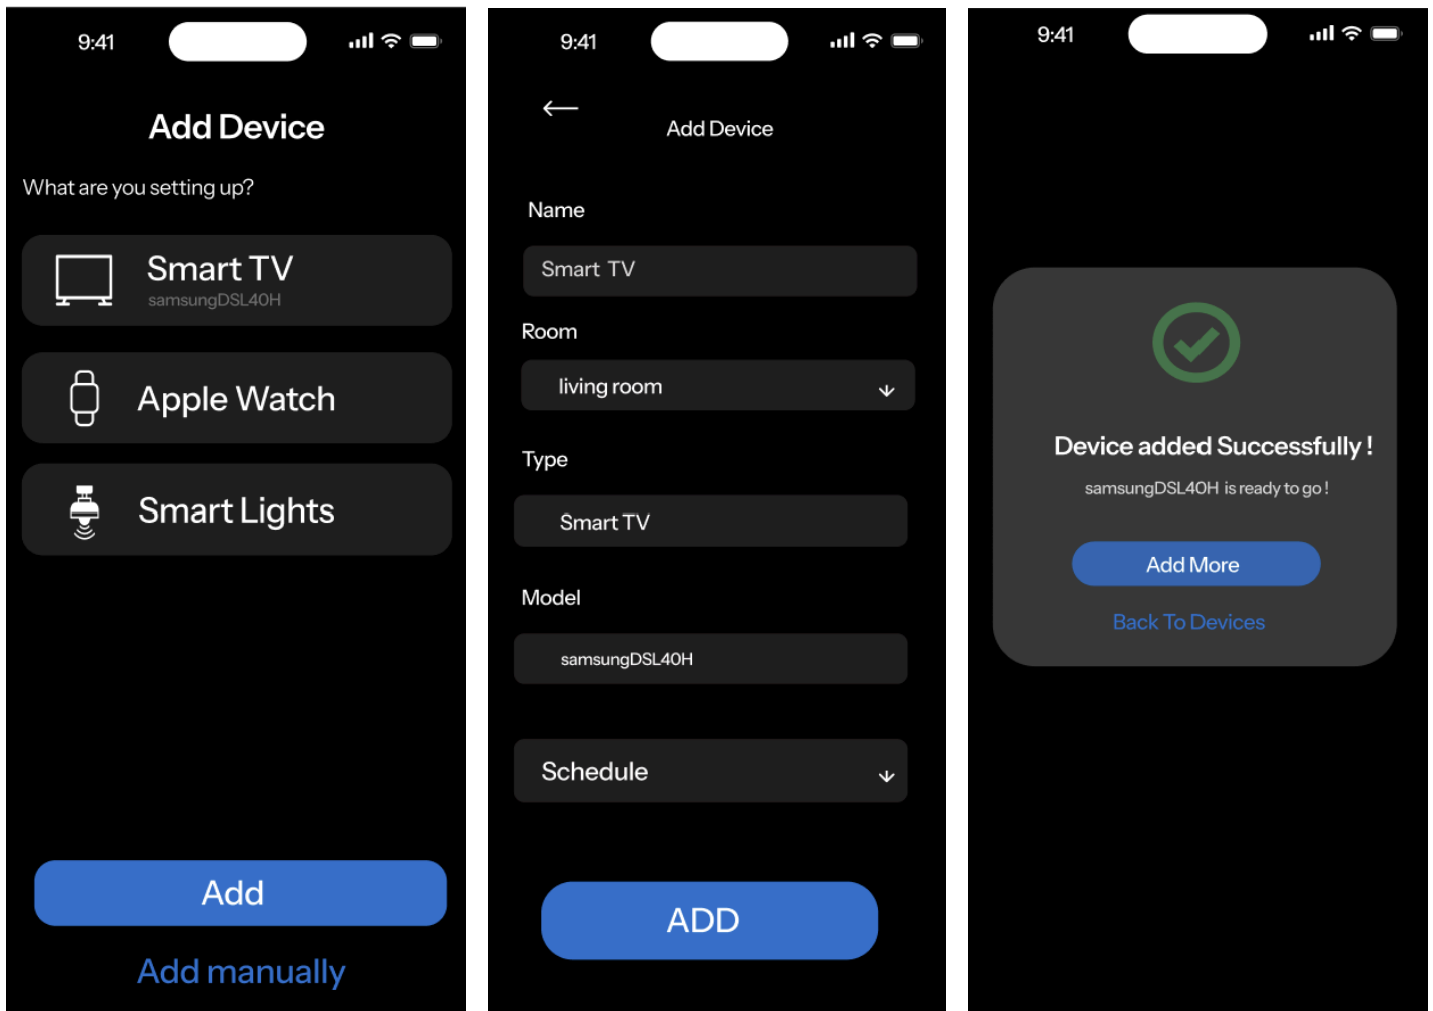 9:41
Add Device
What are you setting up?
Smart TV
samsungDSL40H
Apple Watch
Smart Lights
Add
Add manually
9:41
Add Device
Name
Smart TV
Room
living room
Type
Smart TV
Model
samsungDSL40H
Schedule
ADD
9:41
Device added Successfully !
samsungDSL4OH is ready to go !
Add More
Back To Devices